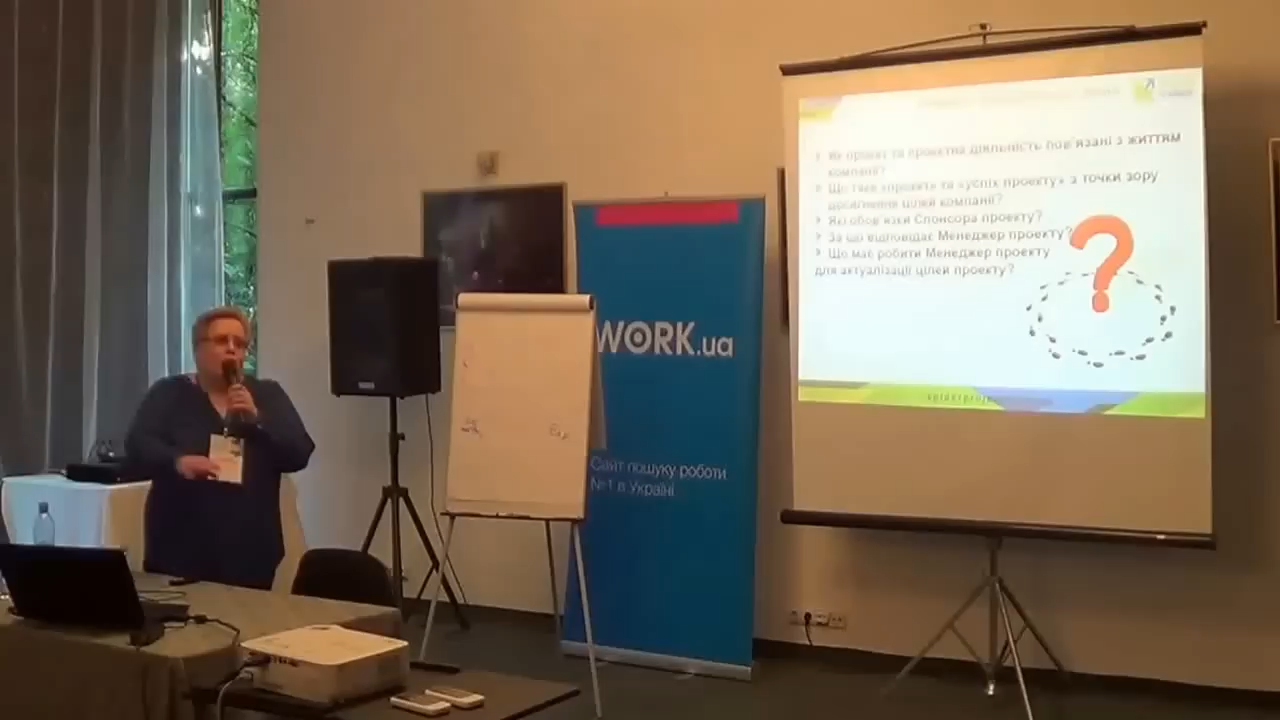 Як проект та проектна діяльність пов'язані з життям
компанії?
Що таке «проект» та «успіх проекту» з точки зору
досягнення цілей компанії?
Які обов'язки Спонсора проекту?
За що відповідає Менеджер проекту?
Що має робити Менеджер проекту
для актуалізації цілей проекту?
?
WORK.ua
Сайт пошуку роботи
№1 в Україні